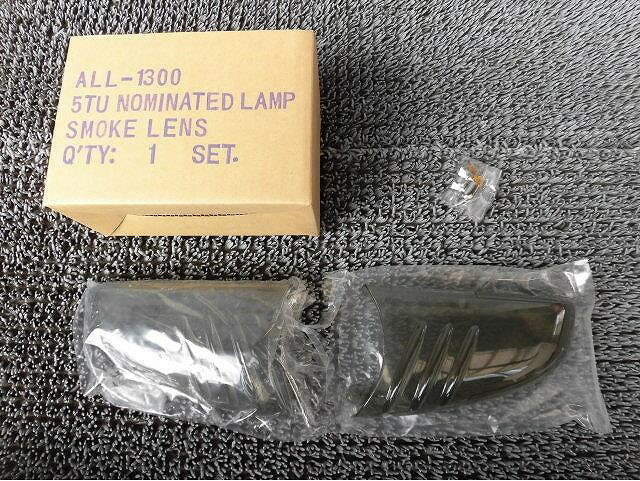 ALL-1300
5TU NOMINATED LAMP
SMOKE LENS
Q'TY: 1 SET.